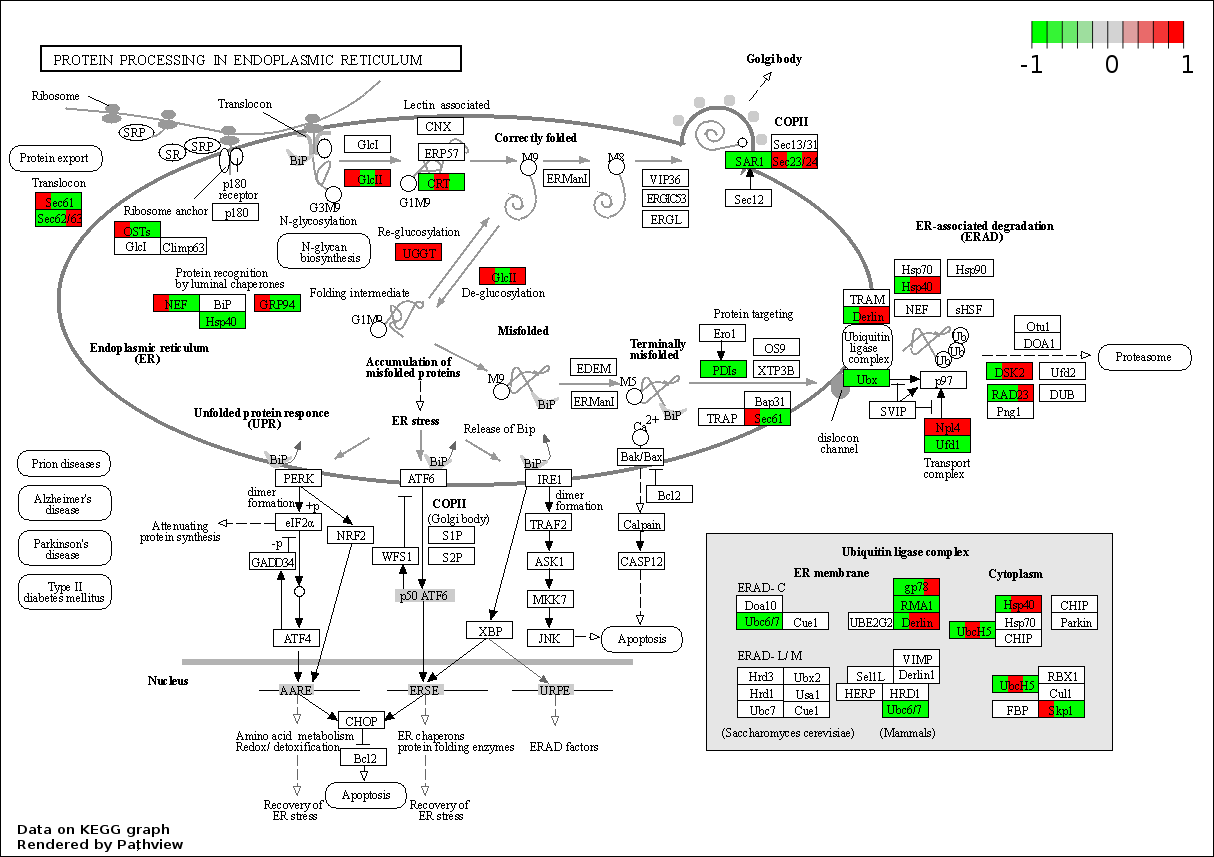 -1
0
1
PROTEIN PROCESSING IN ENDOPLASMIC RETICULUM
Golgi body
Ribosome
Translocon
Lectin associated
COPII
SRP
SRP
SR
BiP
GlcI
CNX
ERP57
Correctly folded
M9
M8
Sec13/31
SAR1
Sec23/24
Protein export
Translocon
Sec61
Sec62/63
p180
receptor
p180
GlcII
CRT
G1M9
G3M9
N-glycosylation
ERManI
VIP36
ERGIC53
ERGL
Sec12
Ribosome anchor
OSTs
GlcI
Climp63
N-glycan
biosynthesis
Re-glucosylation
UGGT
ER-associated degradation
(ERAD)
Protein recognition
by luminal chaperones
NEF
BiP
GRP94
Hsp40
GlcII
De-glucosylation
Folding intermediate
G1M9
Hsp70
Hsp90
Hsp40
TRAM
Derlin
NEF
sHSF
Endoplasmic reticulum
(ER)
Misfolded
Accumulation of
misfolded proteins
Terminally
misfolded
Protein targeting
Ero1
OS9
PDIs
XTP3B
Ubiquitin
ligase
complex
Ub
Ub
Ub
Otu1
DOA1
Proteasome
M9
BiP
EDEM
ERManI
M5
BiP
Ubx
p97
DSK2
Ufd2
RAD23
DUB
Png1
SVIP
Bap31
TRAP
Sec61
dislocon
channel
Npl4
Ufd1
Transport
complex
Unfolded protein responce
(UPR)
ER stress
Release of Bip
Ca2+
Bak/Bax
Bcl2
BiP
BiP
BiP
PERK
ATF6
IRE1
Prion diseases
Alzheimer's
disease
Parkinson's
disease
Type II
diabetes mellitus
dimer
formation
+p
eIF2α
Attenuating
protein synthesis
-p
GADD34
NRF2
COPII
(Golgi body)
S1P
S2P
WFS1
p50 ATF6
dimer
formation
TRAF2
ASK1
MKK7
JNK
Calpain
CASP12
Apoptosis
ATF4
XBP
Nucleus
AARE
ERSE
URPE
CHOP
Bcl2
Apoptosis
Amino acid metabolism
Redox/ detoxification
ER chaperons
protein folding enzymes
ERAD factors
Recovery of
ER stress
Recovery of
ER stress
Ubiquitin ligase complex
ER membrane
Cytoplasm
ERAD- C
Doa10
Ubc6/7
Cue1
gp78
RMA1
UBE2G2
Derlin
Hsp40
CHIP
UbcH5
Hsp70
Parkin
CHIP
ERAD- L/ M
Hrd3
Ubx2
Hrd1
Usa1
Ubc7
Cue1
VIMP
Sel1L
Derlin1
HERP
HRD1
Ubc6/7
UbcH5
RBX1
Cul1
FBP
Skp1
(Saccharomyces cerevisiae)
(Mammals)
Data on KEGG graph
Rendered by Pathview